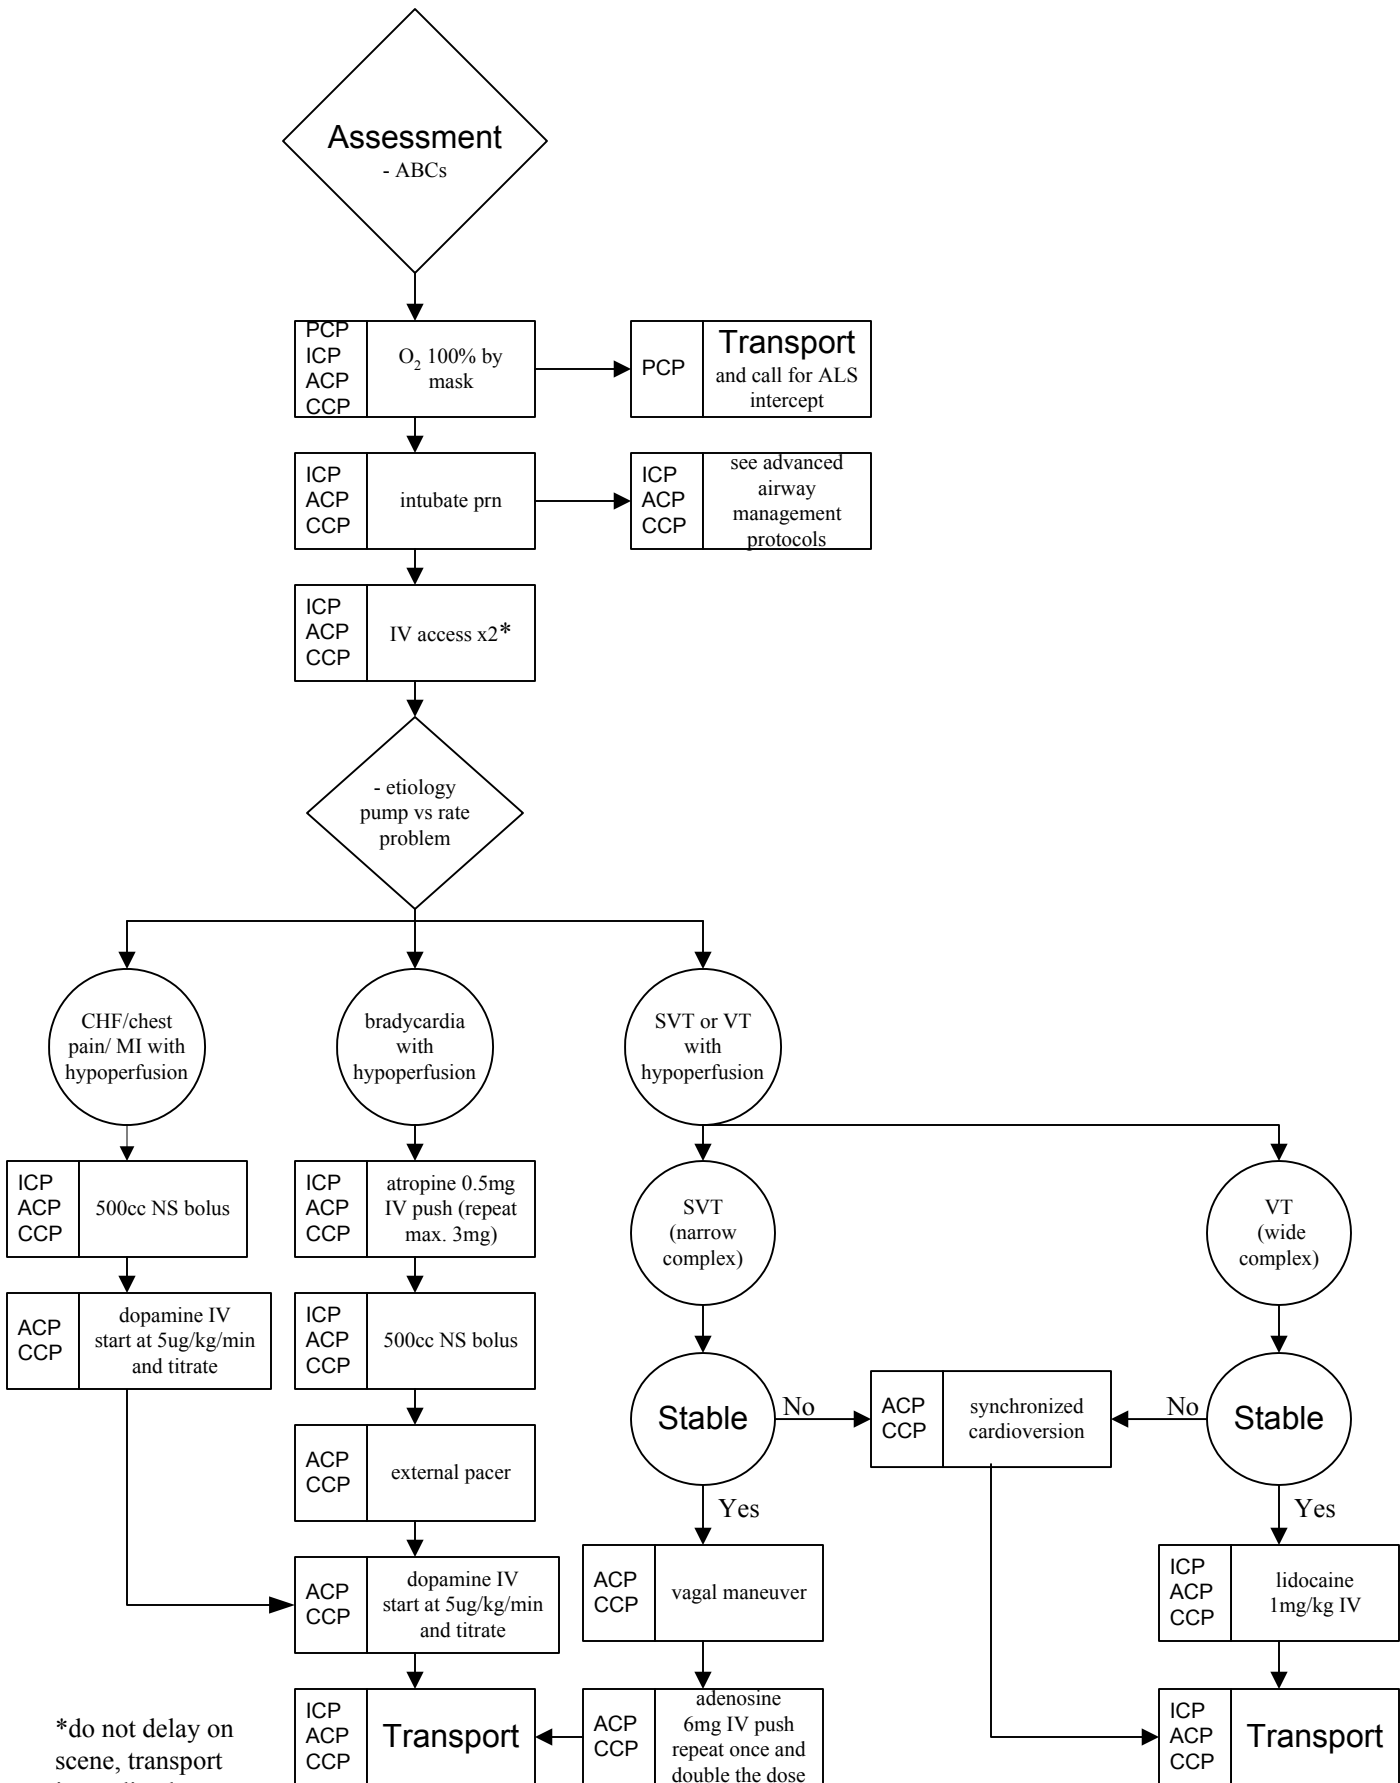 Assessment
- ABCs
PCP
ICP
ACP
CCP
O2 100% by
mask
PCP
Transport
and call for ALS
intercept
ICP
ACP
CCP
intubate prn
ICP
ACP
CCP
see advanced
airway
management
protocols
ICP
ACP
CCP
IV access x2*
- etiology
pump vs rate
problem
CHF/chest
pain/ MI with
hypoperfusion
bradycardia
with
hypoperfusion
SVT or VT
with
hypoperfusion
ICP
ACP
CCP
500cc NS bolus
ICP
ACP
CCP
atropine 0.5mg
IV push (repeat
max. 3mg)
SVT
(narrow
complex)
VT
(wide
complex)
ACP
CCP
dopamine IV
start at 5ug/kg/min
and titrate
ICP
ACP
CCP
500cc NS bolus
Stable
No
ACP
CCP
synchronized
cardioversion
No
Stable
ACP
CCP
external pacer
Yes
Yes
ACP
CCP
dopamine IV
start at 5ug/kg/min
and titrate
ACP
CCP
vagal maneuver
ICP
ACP
CCP
lidocaine
1mg/kg IV
*do not delay on
scene, transport
ICP
ACP
CCP
Transport
ACP
CCP
adenosine
6mg IV push
repeat once and
double the dose
ICP
ACP
CCP
Transport